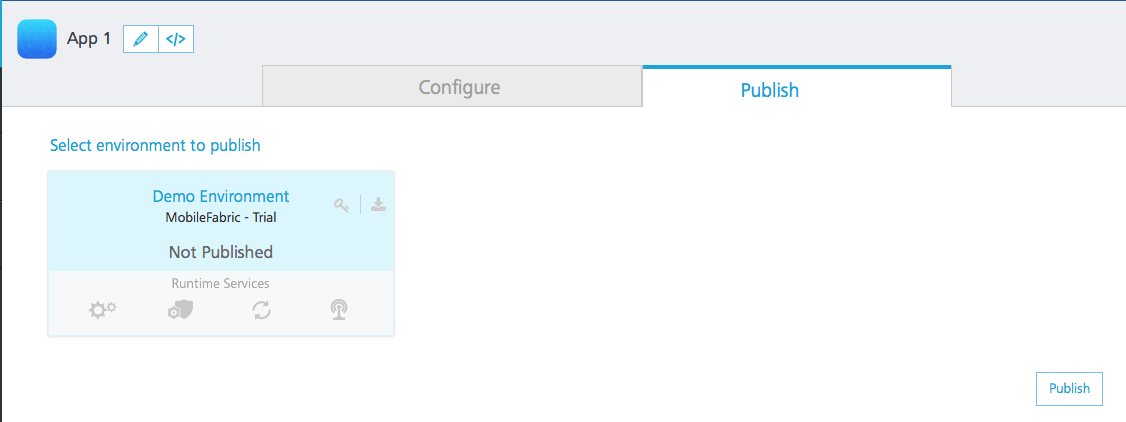 App 1
</>
Configure
Publish
Select environment to publish
Demo Environment
MobileFabric - Trial
Not Published
Runtime Services
Publish